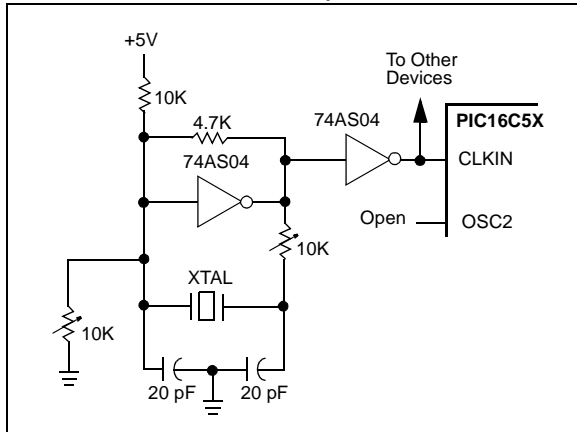 +5V
To Other
Devices
10K
4.7K
74AS04
PIC16C5X
74AS04
CLKIN
Open
OSC2
10K
XTAL
10K
20 pF
20 pF